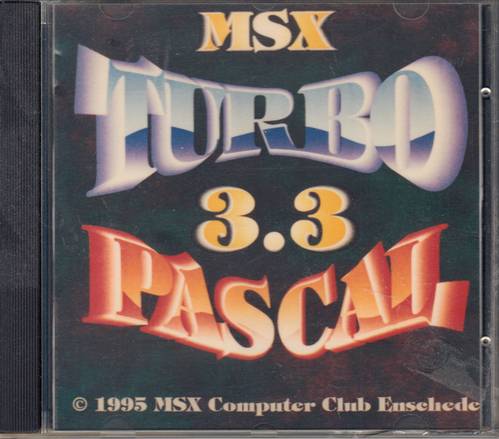 MSX
TURBO
3.3
PASCAL
© 1995 MSX Computer Club Enschede